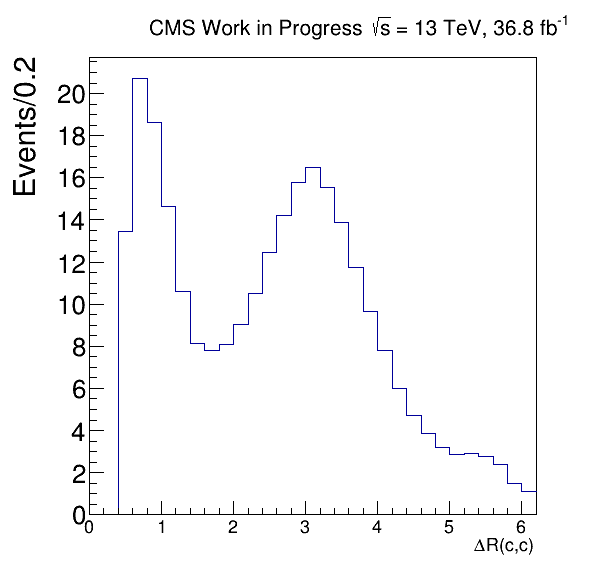 CMS Work in Progress √s = 13 TeV, 36.8 fb⁻¹
Events/0.2
20
18
16
14
12
10
8
6
4
2
0
0 1 2 3 4 5 6
ΔR(c,c)